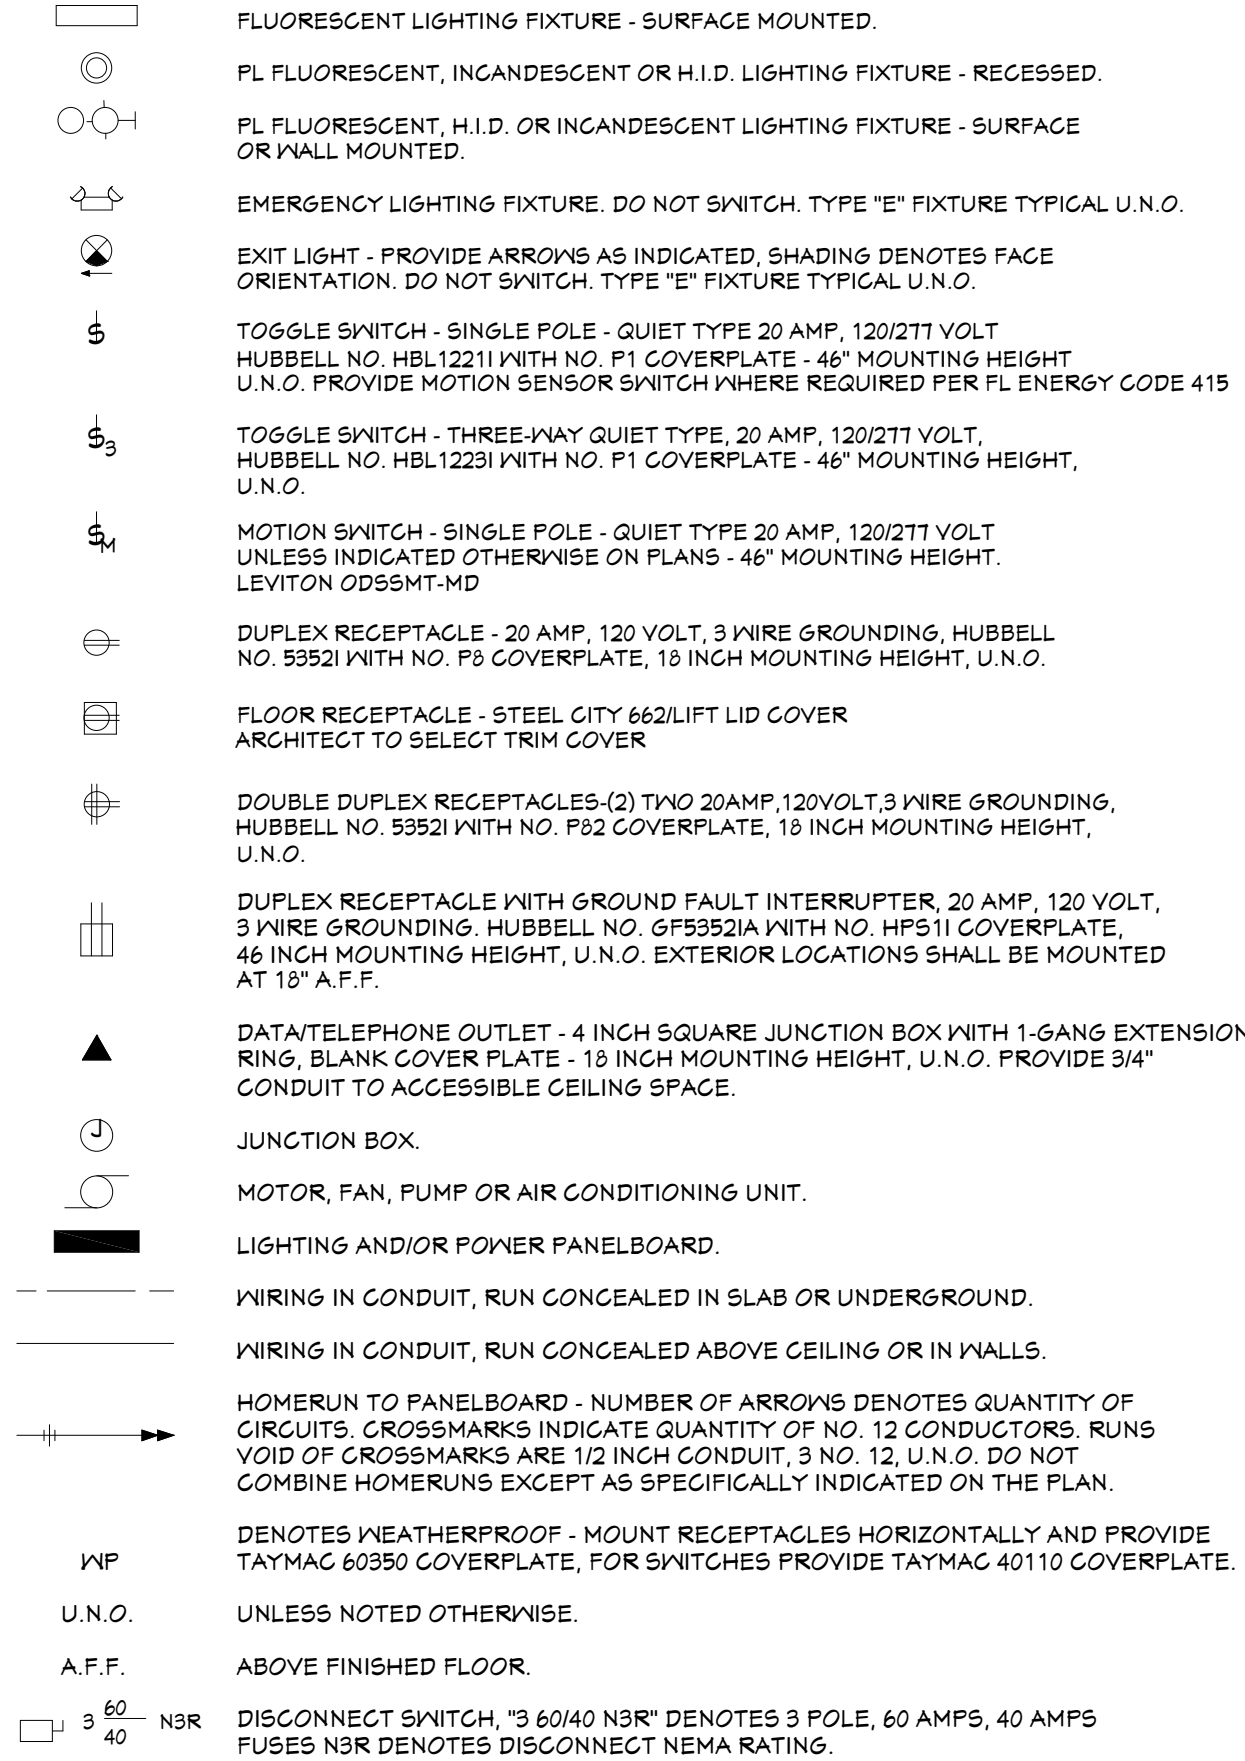 FLUORESCENT LIGHTING FIXTURE - SURFACE MOUNTED.
PL FLUORESCENT, INCANDESCENT OR H.I.D. LIGHTING FIXTURE - RECESSED.
PL FLUORESCENT, H.I.D. OR INCANDESCENT LIGHTING FIXTURE - SURFACE
OR WALL MOUNTED.
EMERGENCY LIGHTING FIXTURE. DO NOT SWITCH. TYPE "E" FIXTURE TYPICAL U.N.O.
EXIT LIGHT - PROVIDE ARROWS AS INDICATED, SHADING DENOTES FACE
ORIENTATION. DO NOT SWITCH. TYPE "E" FIXTURE TYPICAL U.N.O.
S TOGGLE SWITCH - SINGLE POLE - QUIET TYPE 20 AMP, 120/277 VOLT
HUBBELL NO. HBL1221I WITH NO. P1 COVERPLATE - 46" MOUNTING HEIGHT
U.N.O. PROVIDE MOTION SENSOR SWITCH WHERE REQUIRED PER FL ENERGY CODE 415
S3 TOGGLE SWITCH - THREE-WAY QUIET TYPE, 20 AMP, 120/277 VOLT,
HUBBELL NO. HBL1223I WITH NO. P1 COVERPLATE - 46" MOUNTING HEIGHT,
U.N.O.
SM MOTION SWITCH - SINGLE POLE - QUIET TYPE 20 AMP, 120/277 VOLT
UNLESS INDICATED OTHERWISE ON PLANS - 46" MOUNTING HEIGHT.
LEVITON ODSSMT-MD
DUPLEX RECEPTACLE - 20 AMP, 120 VOLT, 3 WIRE GROUNDING, HUBBELL
NO. 5352I WITH NO. P8 COVERPLATE, 18 INCH MOUNTING HEIGHT, U.N.O.
FLOOR RECEPTACLE - STEEL CITY 662/LIFT LID COVER
ARCHITECT TO SELECT TRIM COVER
DOUBLE DUPLEX RECEPTACLES-(2) TWO 20AMP,120VOLT,3 WIRE GROUNDING,
HUBBELL NO. 5352I WITH NO. P82 COVERPLATE, 18 INCH MOUNTING HEIGHT,
U.N.O.
DUPLEX RECEPTACLE WITH GROUND FAULT INTERRUPTER, 20 AMP, 120 VOLT,
3 WIRE GROUNDING. HUBBELL NO. GF5352IA WITH NO. HPS1I COVERPLATE,
46 INCH MOUNTING HEIGHT, U.N.O. EXTERIOR LOCATIONS SHALL BE MOUNTED
AT 18" A.F.F.
DATA/TELEPHONE OUTLET - 4 INCH SQUARE JUNCTION BOX WITH 1-GANG EXTENSION
RING, BLANK COVER PLATE - 18 INCH MOUNTING HEIGHT, U.N.O. PROVIDE 3/4"
CONDUIT TO ACCESSIBLE CEILING SPACE.
J JUNCTION BOX.
MOTOR, FAN, PUMP OR AIR CONDITIONING UNIT.
LIGHTING AND/OR POWER PANELBOARD.
WIRING IN CONDUIT, RUN CONCEALED IN SLAB OR UNDERGROUND.
WIRING IN CONDUIT, RUN CONCEALED ABOVE CEILING OR IN WALLS.
HOMERUN TO PANELBOARD - NUMBER OF ARROWS DENOTES QUANTITY OF
CIRCUITS. CROSSMARKS INDICATE QUANTITY OF NO. 12 CONDUCTORS. RUNS
VOID OF CROSSMARKS ARE 1/2 INCH CONDUIT, 3 NO. 12, U.N.O. DO NOT
COMBINE HOMERUNS EXCEPT AS SPECIFICALLY INDICATED ON THE PLAN.
DENOTES WEATHERPROOF - MOUNT RECEPTACLES HORIZONTALLY AND PROVIDE
WP TAYMAC 60350 COVERPLATE, FOR SWITCHES PROVIDE TAYMAC 40110 COVERPLATE.
U.N.O. UNLESS NOTED OTHERWISE.
A.F.F. ABOVE FINISHED FLOOR.
3 60/40 N3R DISCONNECT SWITCH, "3 60/40 N3R" DENOTES 3 POLE, 60 AMPS, 40 AMPS
FUSES N3R DENOTES DISCONNECT NEMA RATING.